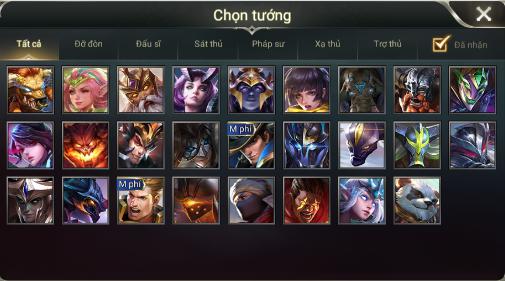 Chọn tướng
Tất cả Đỡ đòn Đấu sĩ Sát thủ Pháp sư Xạ thủ Trợ thủ Đã nhận
M phí
M phí